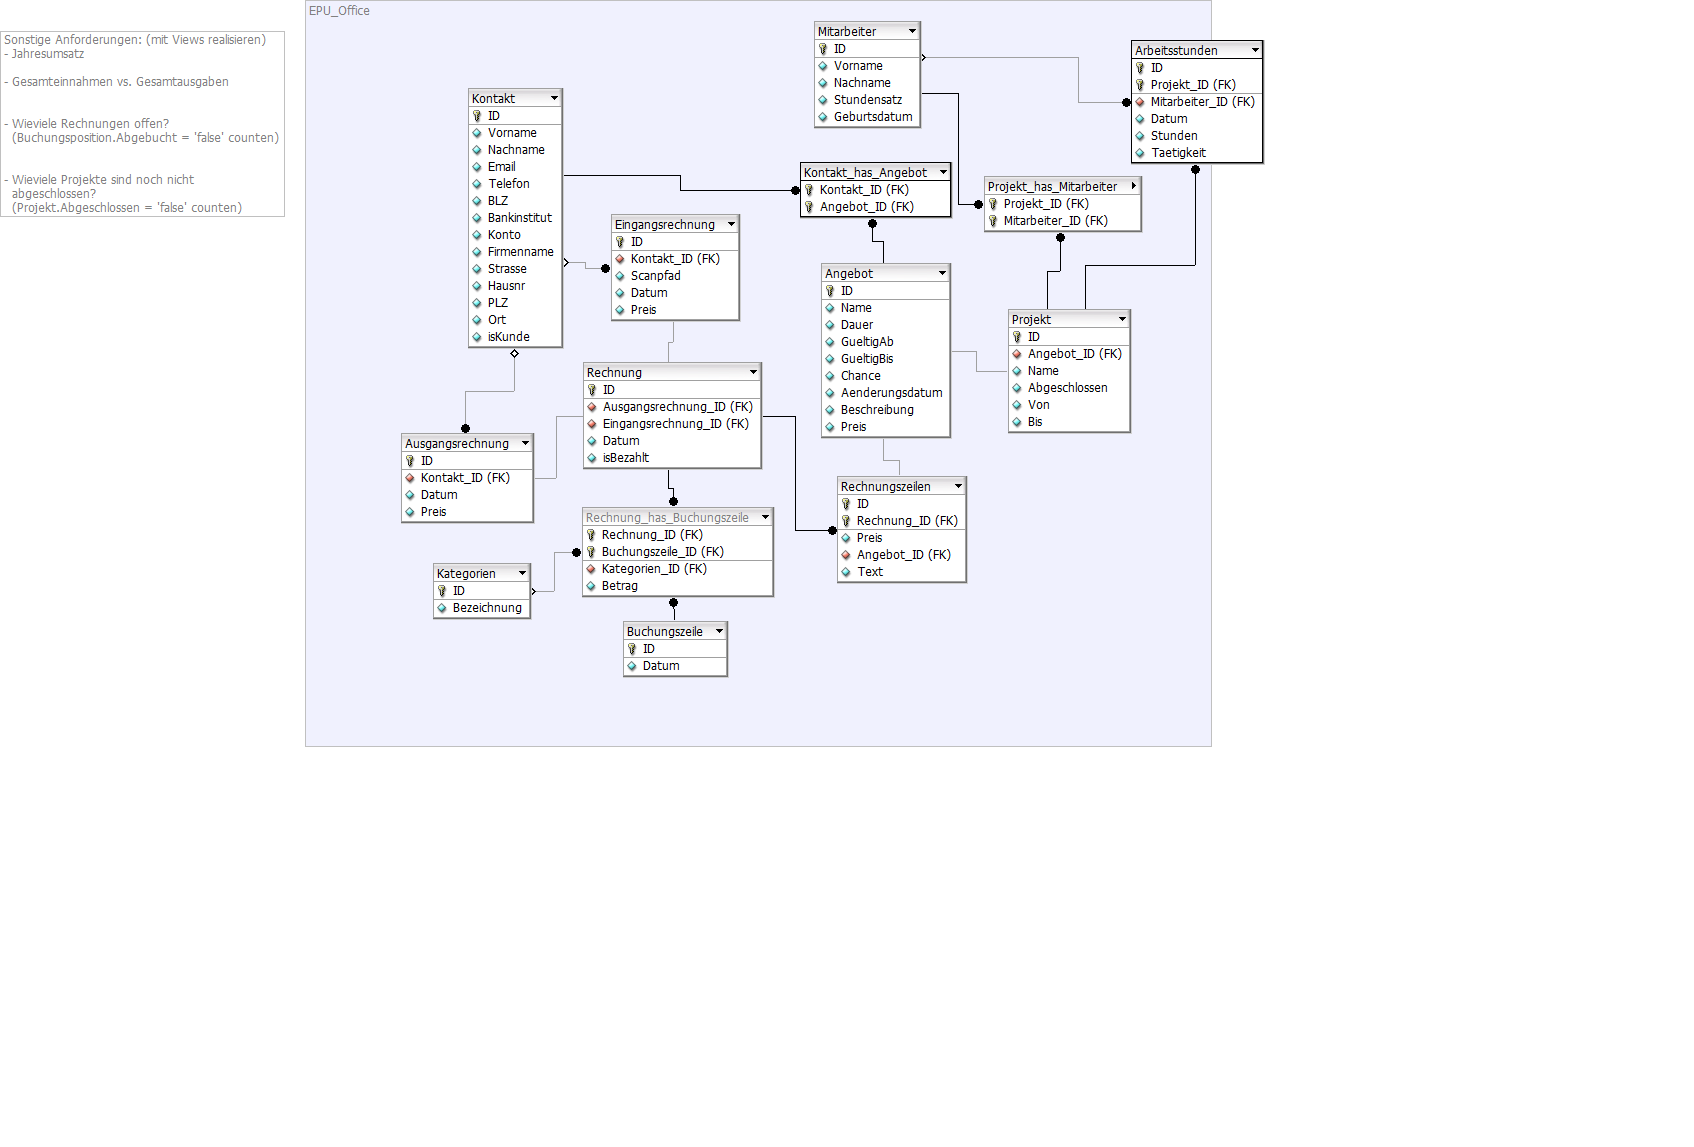 EPU_Office
Sonstige Anforderungen: (mit Views realisieren)
- Jahresumsatz
- Gesamteinnahmen vs. Gesamtausgaben
- Wieviele Rechnungen offen?
(Buchungsposition.Abgebucht = 'false' counten)
- Wieviele Projekte sind noch nicht
abgeschlossen?
(Projekt.Abgeschlossen = 'false' counten)
Mitarbeiter
ID
Vorname
Nachname
Stundensatz
Geburtsdatum
Arbeitsstunden
ID
Projekt_ID (FK)
Mitarbeiter_ID (FK)
Datum
Stunden
Taetigkeit
Kontakt
ID
Vorname
Nachname
Email
Telefon
BLZ
Bankinstitut
Konto
Firmenname
Strasse
Hausnr
PLZ
Ort
isKunde
Kontakt_has_Angebot
Kontakt_ID (FK)
Angebot_ID (FK)
Projekt_has_Mitarbeiter
Projekt_ID (FK)
Mitarbeiter_ID (FK)
Eingangsrechnung
ID
Kontakt_ID (FK)
Scanpfad
Datum
Preis
Angebot
ID
Name
Dauer
GueltigAb
GueltigBis
Chance
Aenderungsdatum
Beschreibung
Preis
Projekt
ID
Angebot_ID (FK)
Name
Abgeschlossen
Von
Bis
Rechnung
ID
Ausgangsrechnung_ID (FK)
Eingangsrechnung_ID (FK)
Datum
isBezahlt
Ausgangsrechnung
ID
Kontakt_ID (FK)
Datum
Preis
Rechnungszeilen
ID
Rechnung_ID (FK)
Preis
Angebot_ID (FK)
Text
Rechnung_has_Buchungszeile
Rechnung_ID (FK)
Buchungszeile_ID (FK)
Kategorien_ID (FK)
Betrag
Kategorien
ID
Bezeichnung
Buchungszeile
ID
Datum